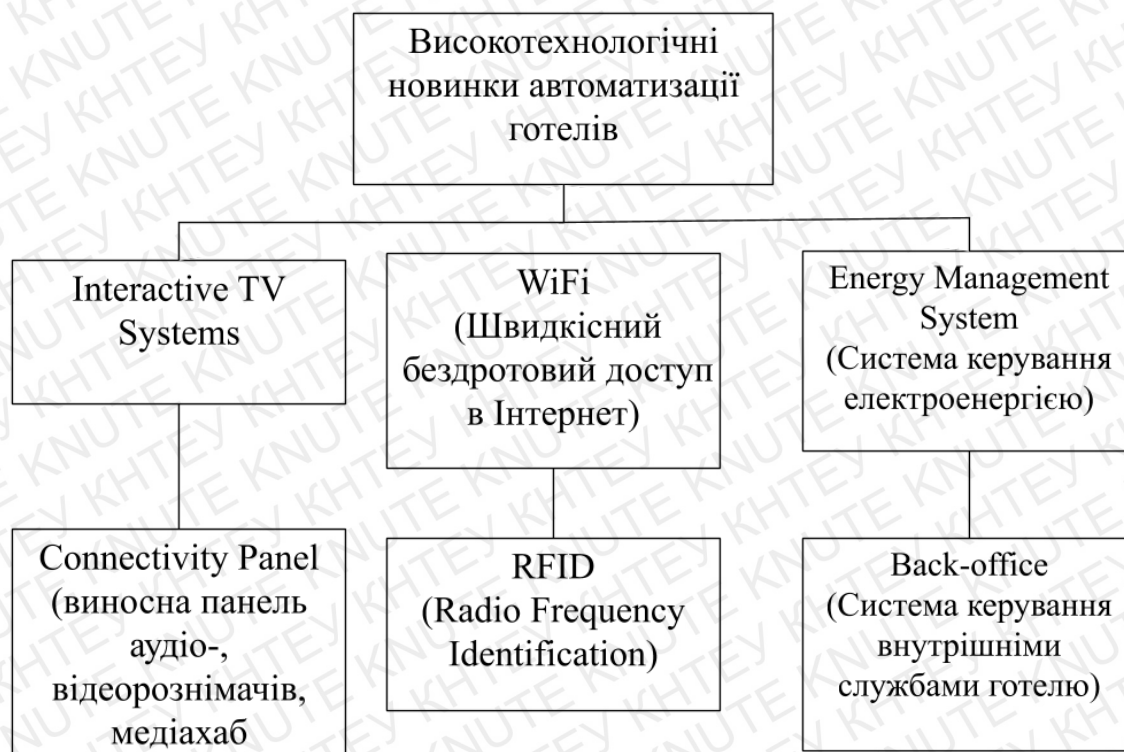 Високотехнологічні
новинки автоматизації
готелів
Interactive TV
Systems
WiFi
(Швидкісний
бездротовий доступ
в Інтернет)
Energy Management
System
(Система керування
електроенергією)
Connectivity Panel
(виносна панель
аудіо-,
відеорознімачів,
медіахаб
RFID
(Radio Frequency
Identification)
Back-office
(Система керування
внутрішніми
службами готелю)